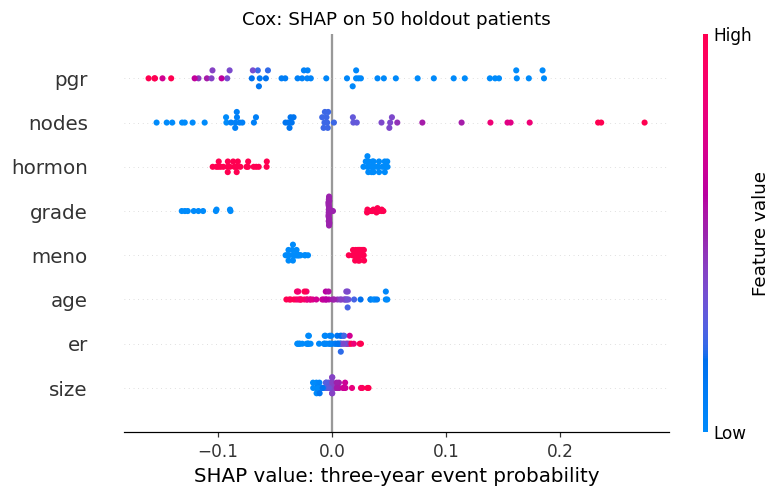 Cox: SHAP on 50 holdout patients
High
pgr
nodes
hormon
grade
meno
age
er
size
Feature value
Low
−0.1 0.0 0.1 0.2
SHAP value: three-year event probability